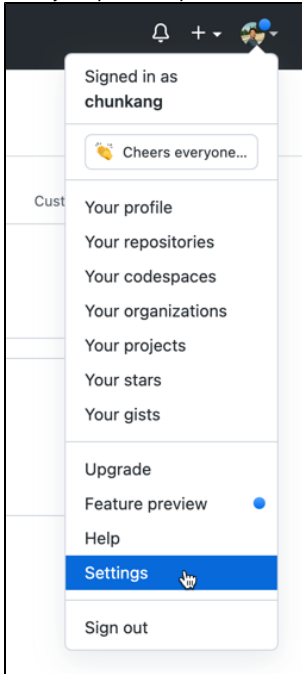 Signed in as
chunkang
Cheers everyone...
Cust
Your profile
Your repositories
Your codespaces
Your organizations
Your projects
Your stars
Your gists
Upgrade
Feature preview
Help
Settings
Sign out